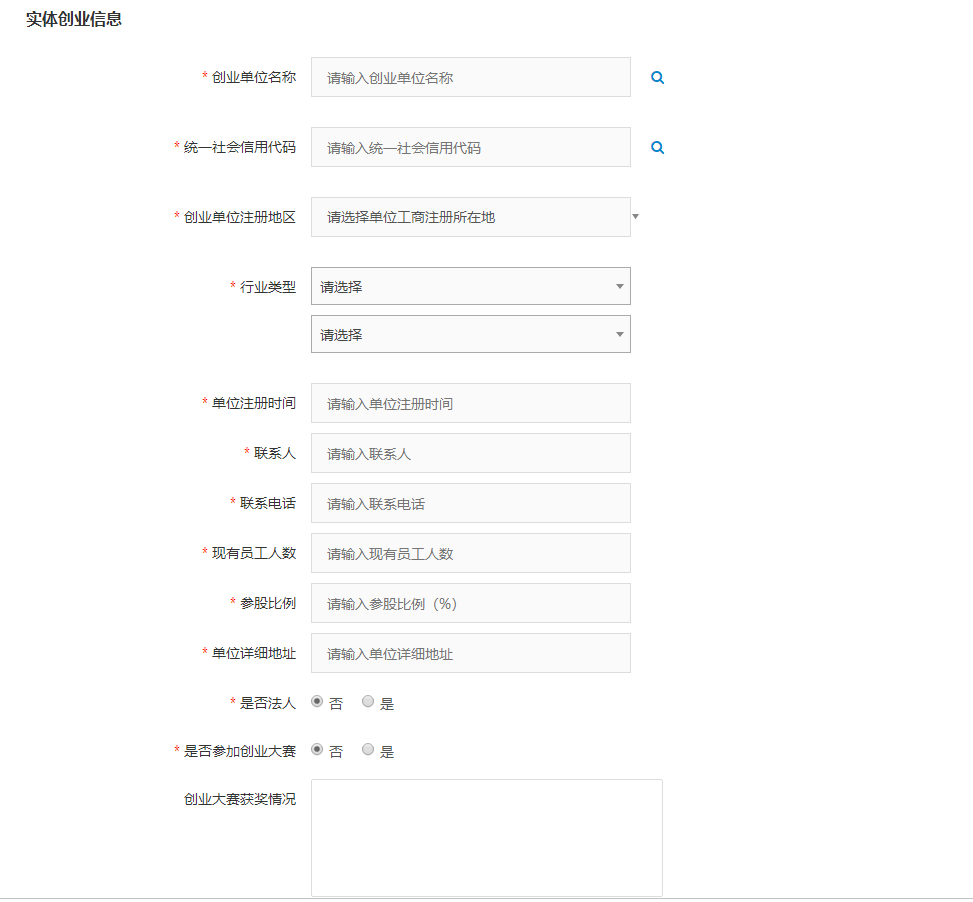 实体创业信息
* 创业单位名称 请输入创业单位名称
* 统一社会信用代码 请输入统一社会信用代码
* 创业单位注册地区 请选择单位工商注册所在地
* 行业类型 请选择
请选择
* 单位注册时间 请输入单位注册时间
* 联系人 请输入联系人
* 联系电话 请输入联系电话
* 现有员工人数 请输入现有员工人数
* 参股比例 请输入参股比例（%）
* 单位详细地址 请输入单位详细地址
* 是否法人 否 是
* 是否参加创业大赛 否 是
创业大赛获奖情况